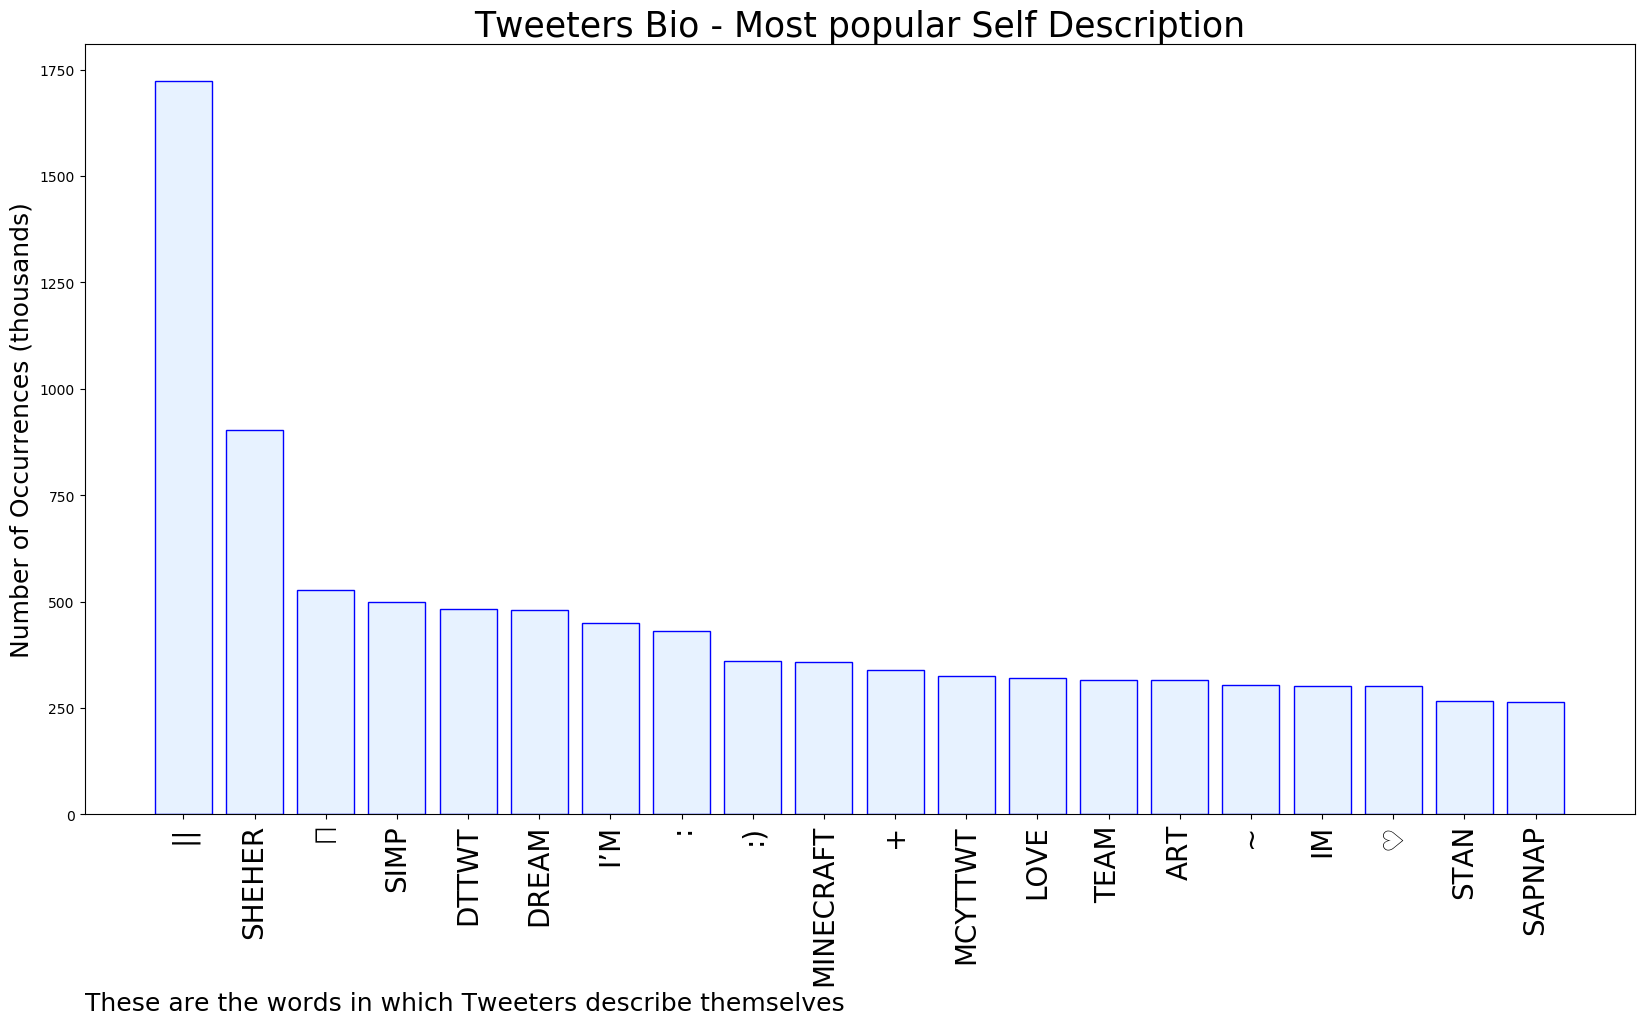 Tweeters Bio - Most popular Self Description
Number of Occurrences (thousands)
1750
1500
1250
1000
750
500
250
0
||
SHEHER
SIMP
DTTWT
DREAM
I’M
:
:)
MINECRAFT
+
MCYTTWT
LOVE
TEAM
ART
~
IM
♡
STAN
SAPNAP
These are the words in which Tweeters describe themselves